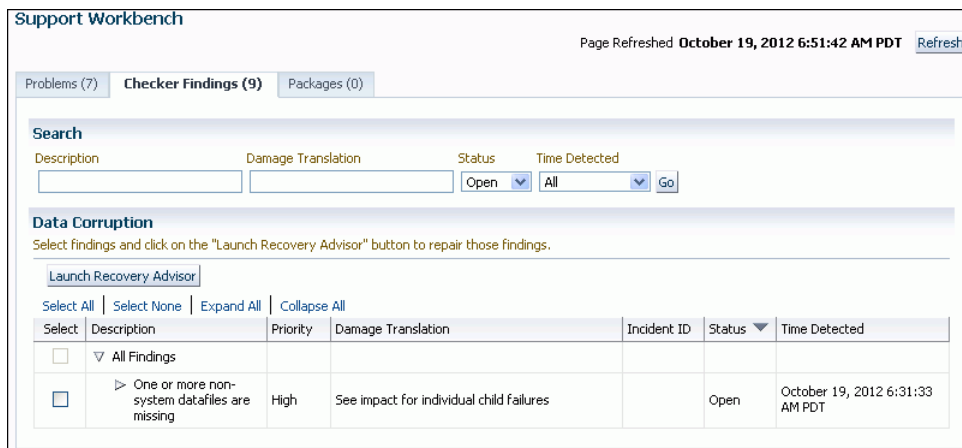 Support Workbench
Page Refreshed October 19, 2012 6:51:42 AM PDT Refresh
Problems (7) Checker Findings (9) Packages (0)
Search
Description Damage Translation Status Time Detected
Open All Go
Data Corruption
Select findings and click on the "Launch Recovery Advisor" button to repair those findings.
Launch Recovery Advisor
Select All | Select None | Expand All | Collapse All
Select Description Priority Damage Translation Incident ID Status Time Detected
All Findings
One or more non-
system datafiles are
missing
High
See impact for individual child failures
Open
October 19, 2012 6:31:33
AM PDT